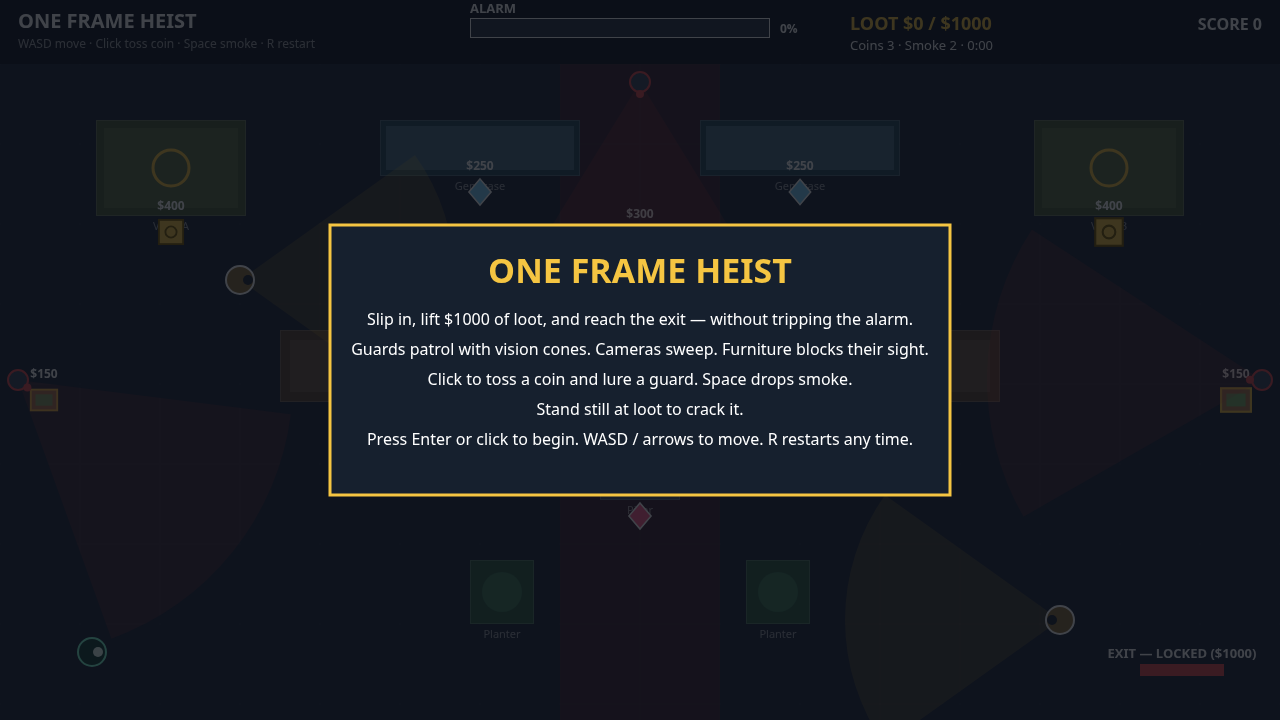 ONE FRAME HEIST
WASD move · Click toss coin · Space smoke · R restart
ALARM
0%
LOOT $0 / $1000
Coins 3 · Smoke 2 · 0:00
SCORE 0
$250
$250
$400
$400
$300
$150
$150
ONE FRAME HEIST
Slip in, lift $1000 of loot, and reach the exit — without tripping the alarm.
Guards patrol with vision cones. Cameras sweep. Furniture blocks their sight.
Click to toss a coin and lure a guard. Space drops smoke.
Stand still at loot to crack it.
Press Enter or click to begin. WASD / arrows to move. R restarts any time.
Planter
Planter
EXIT — LOCKED ($1000)